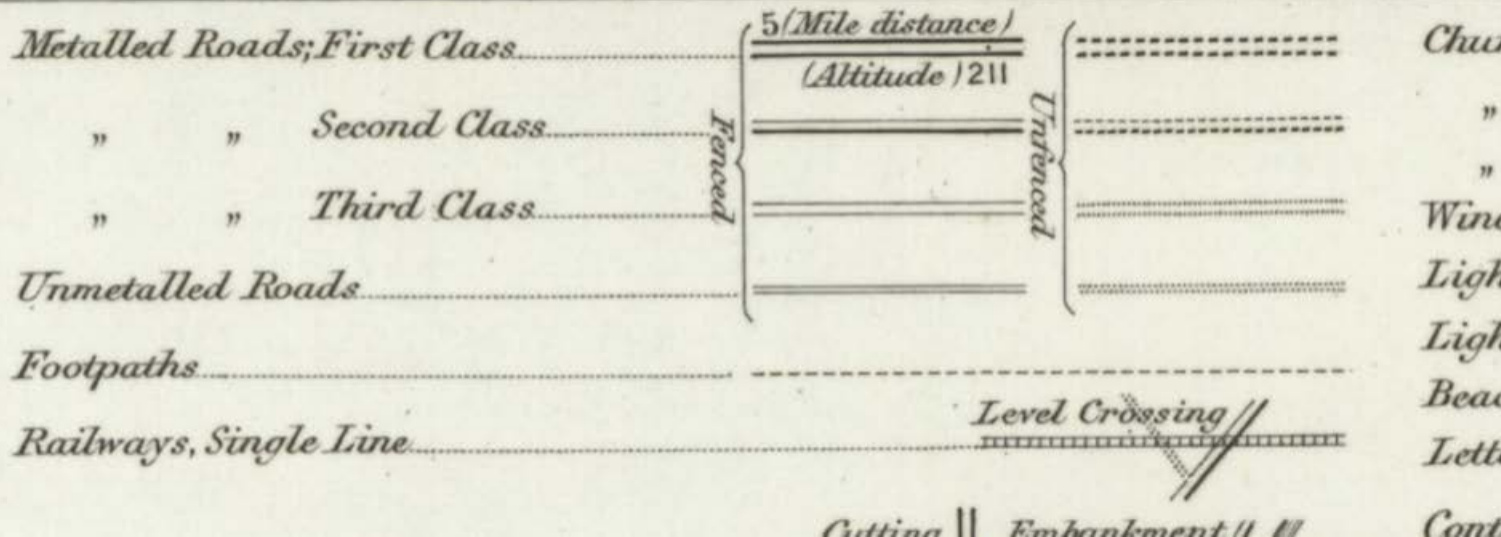 5 (Mile distance)
Metalled Roads; First Class
(Altitude) 211
" " Second Class
Fenced
Unfenced
" " Third Class
Unmetalled Roads
Footpaths
Level Crossing
Railways, Single Line
Cutting Embankment